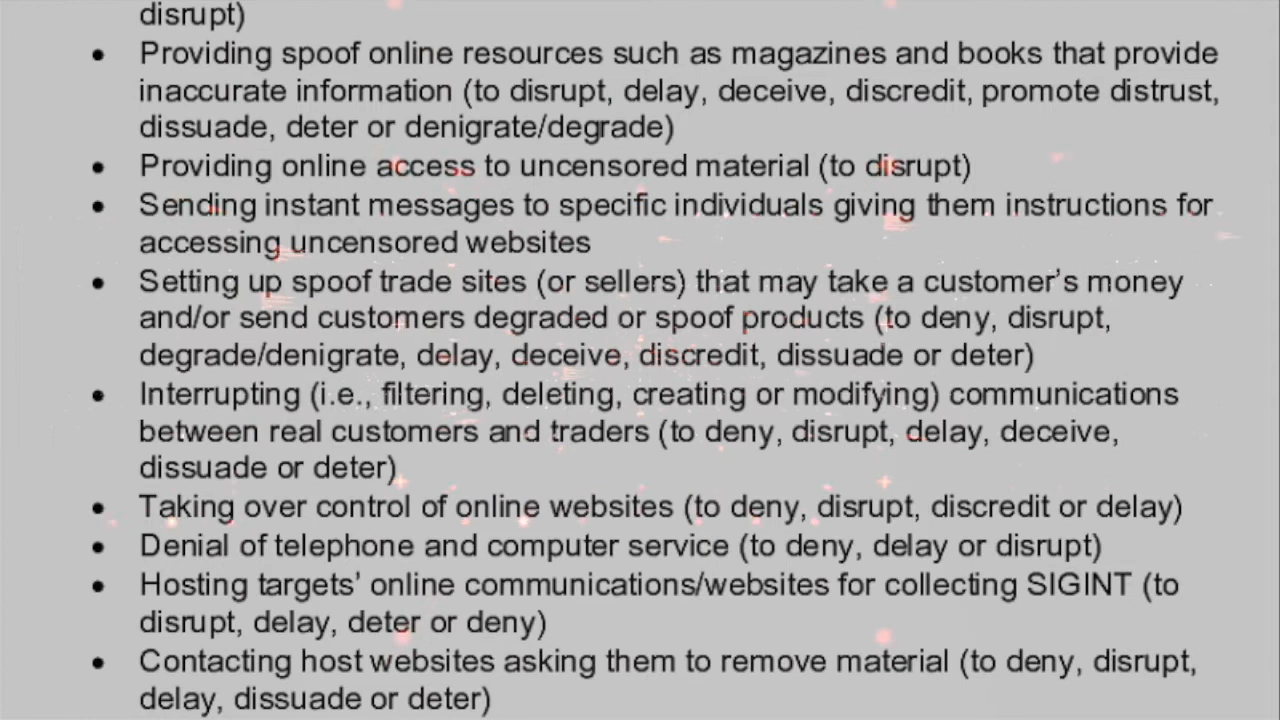 disrupt)
• Providing spoof online resources such as magazines and books that provide
inaccurate information (to disrupt, delay, deceive, discredit, promote distrust,
dissuade, deter or denigrate/degrade)
• Providing online access to uncensored material (to disrupt)
• Sending instant messages to specific individuals giving them instructions for
accessing uncensored websites
• Setting up spoof trade sites (or sellers) that may take a customer’s money
and/or send customers degraded or spoof products (to deny, disrupt,
degrade/denigrate, delay, deceive, discredit, dissuade or deter)
• Interrupting (i.e., filtering, deleting, creating or modifying) communications
between real customers and traders (to deny, disrupt, delay, deceive,
dissuade or deter)
• Taking over control of online websites (to deny, disrupt, discredit or delay)
• Denial of telephone and computer service (to deny, delay or disrupt)
• Hosting targets’ online communications/websites for collecting SIGINT (to
disrupt, delay, deter or deny)
• Contacting host websites asking them to remove material (to deny, disrupt,
delay, dissuade or deter)